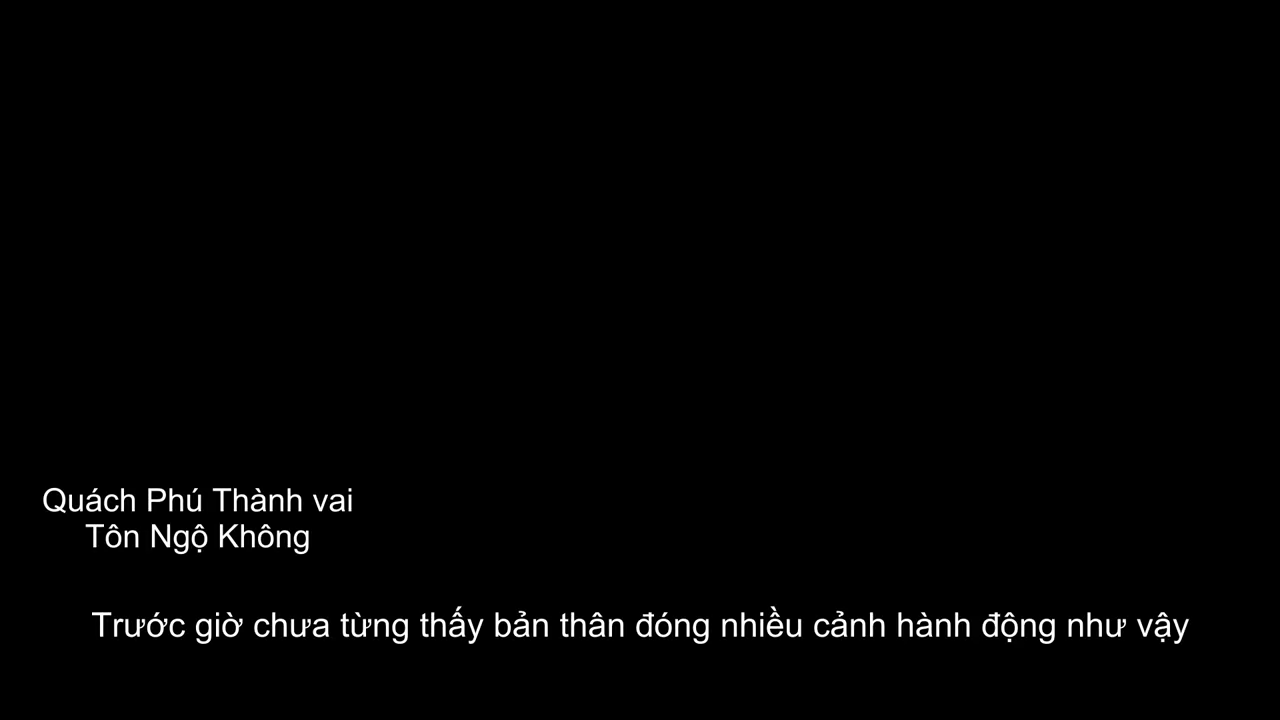 Quách Phú Thành vai
Tôn Ngộ Không
Trước giờ chưa từng thấy bản thân đóng nhiều cảnh hành động như vậy